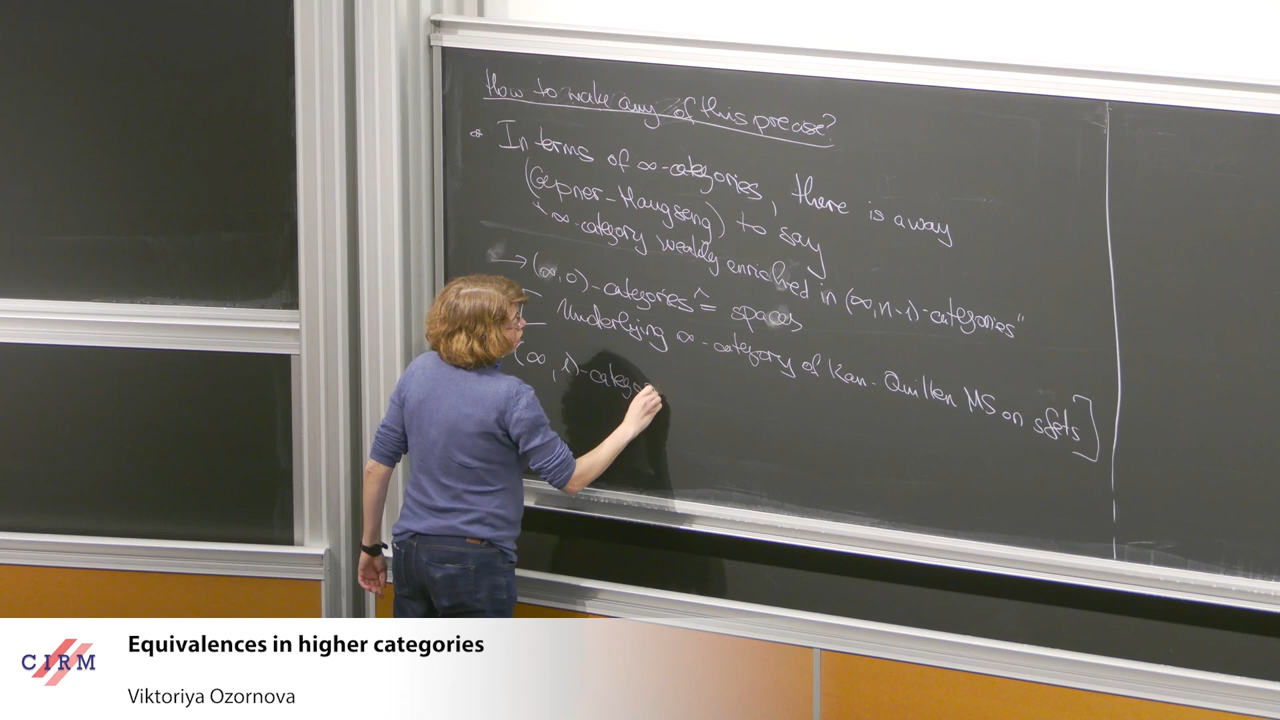 How to make any of this precise?
* In terms of ∞-categories, there is a way
(Gepner-Haugseng) to say
"∞-category weakly enriched in (∞,n-1)-categories"
→ (∞,0)-categories ≙ spaces
Underlying ∞-category of Kan-Quillen MS on sSets]
(∞,1)-catego
CIRM
Equivalences in higher categories
Viktoriya Ozornova